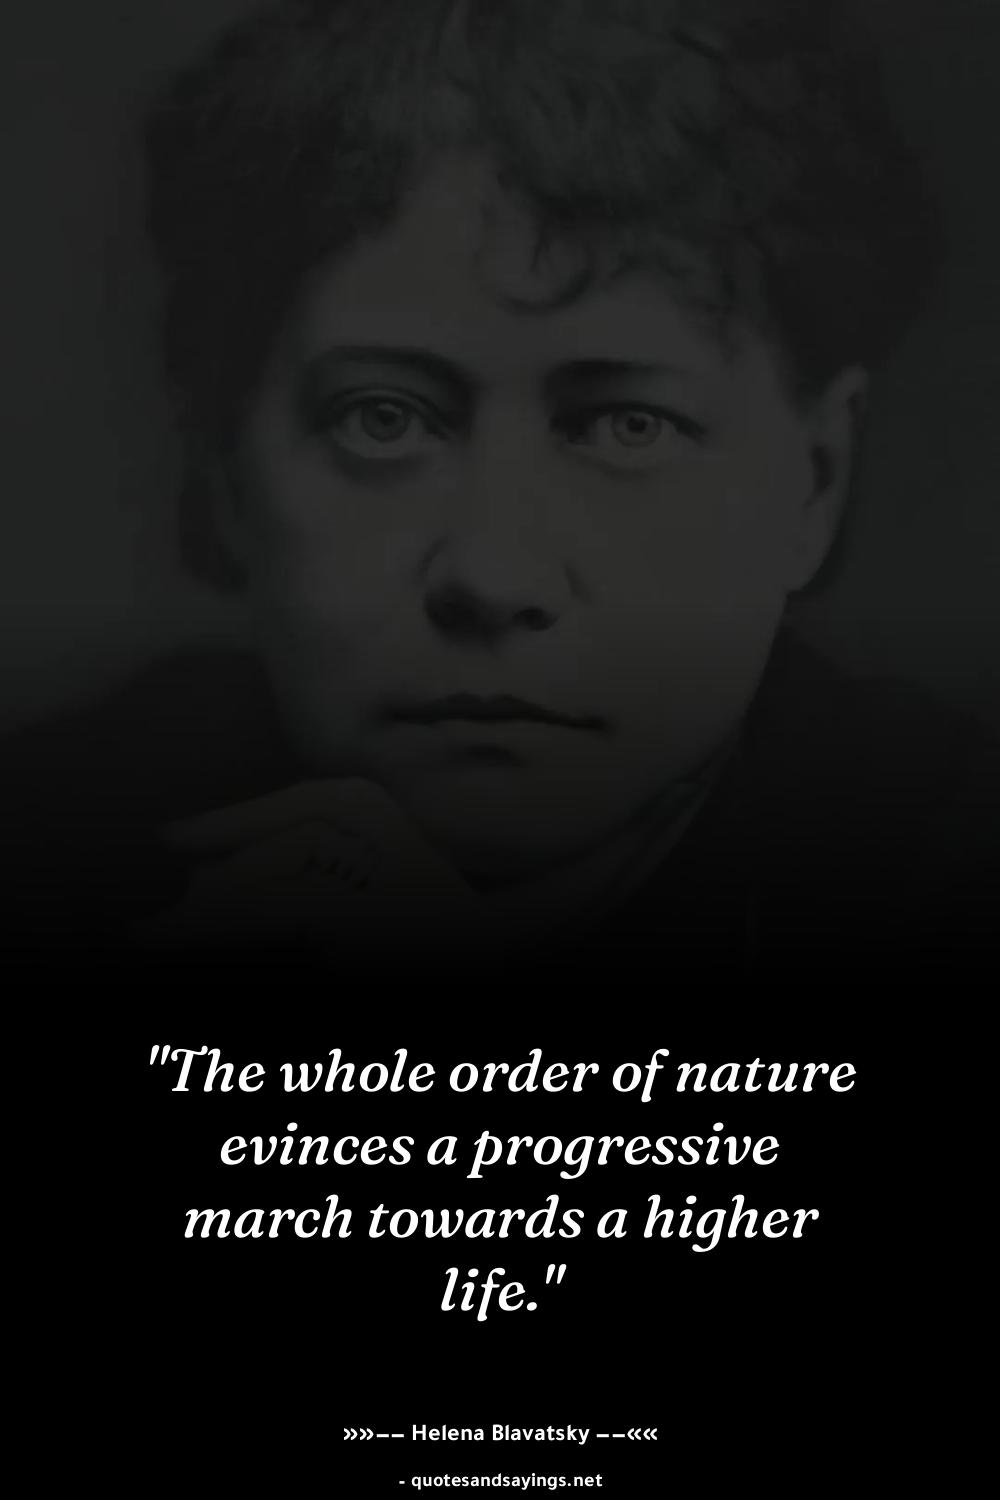 "The whole order of nature
evinces a progressive
march towards a higher
life."
»»−− Helena Blavatsky −−««
- quotesandsayings.net